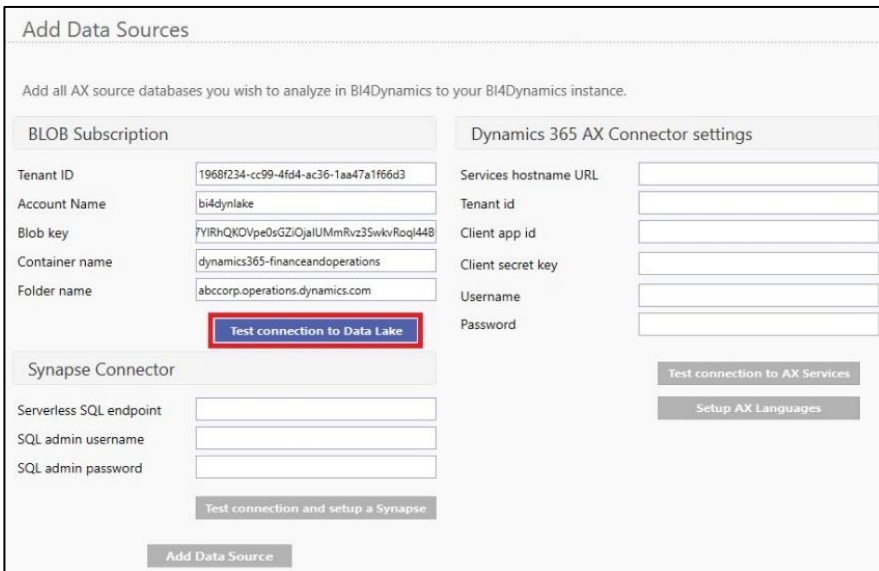 Add Data Sources
Add all AX source databases you wish to analyze in BI4Dynamics to your BI4Dynamics instance.
BLOB Subscription
Tenant ID 1968f234-cc99-4fd4-ac36-1aa47a1f66d3
Account Name bi4dynlake
Blob key
Container name dynamics365-financeandoperations
Folder name abccorp.operations.dynamics.com
Test connection to Data Lake
Synapse Connector
Serverless SQL endpoint
SQL admin username
SQL admin password
Test connection and setup a Synapse
Add Data Source
Dynamics 365 AX Connector settings
Services hostname URL
Tenant id
Client app id
Client secret key
Username
Password
Test connection to AX Services
Setup AX Languages